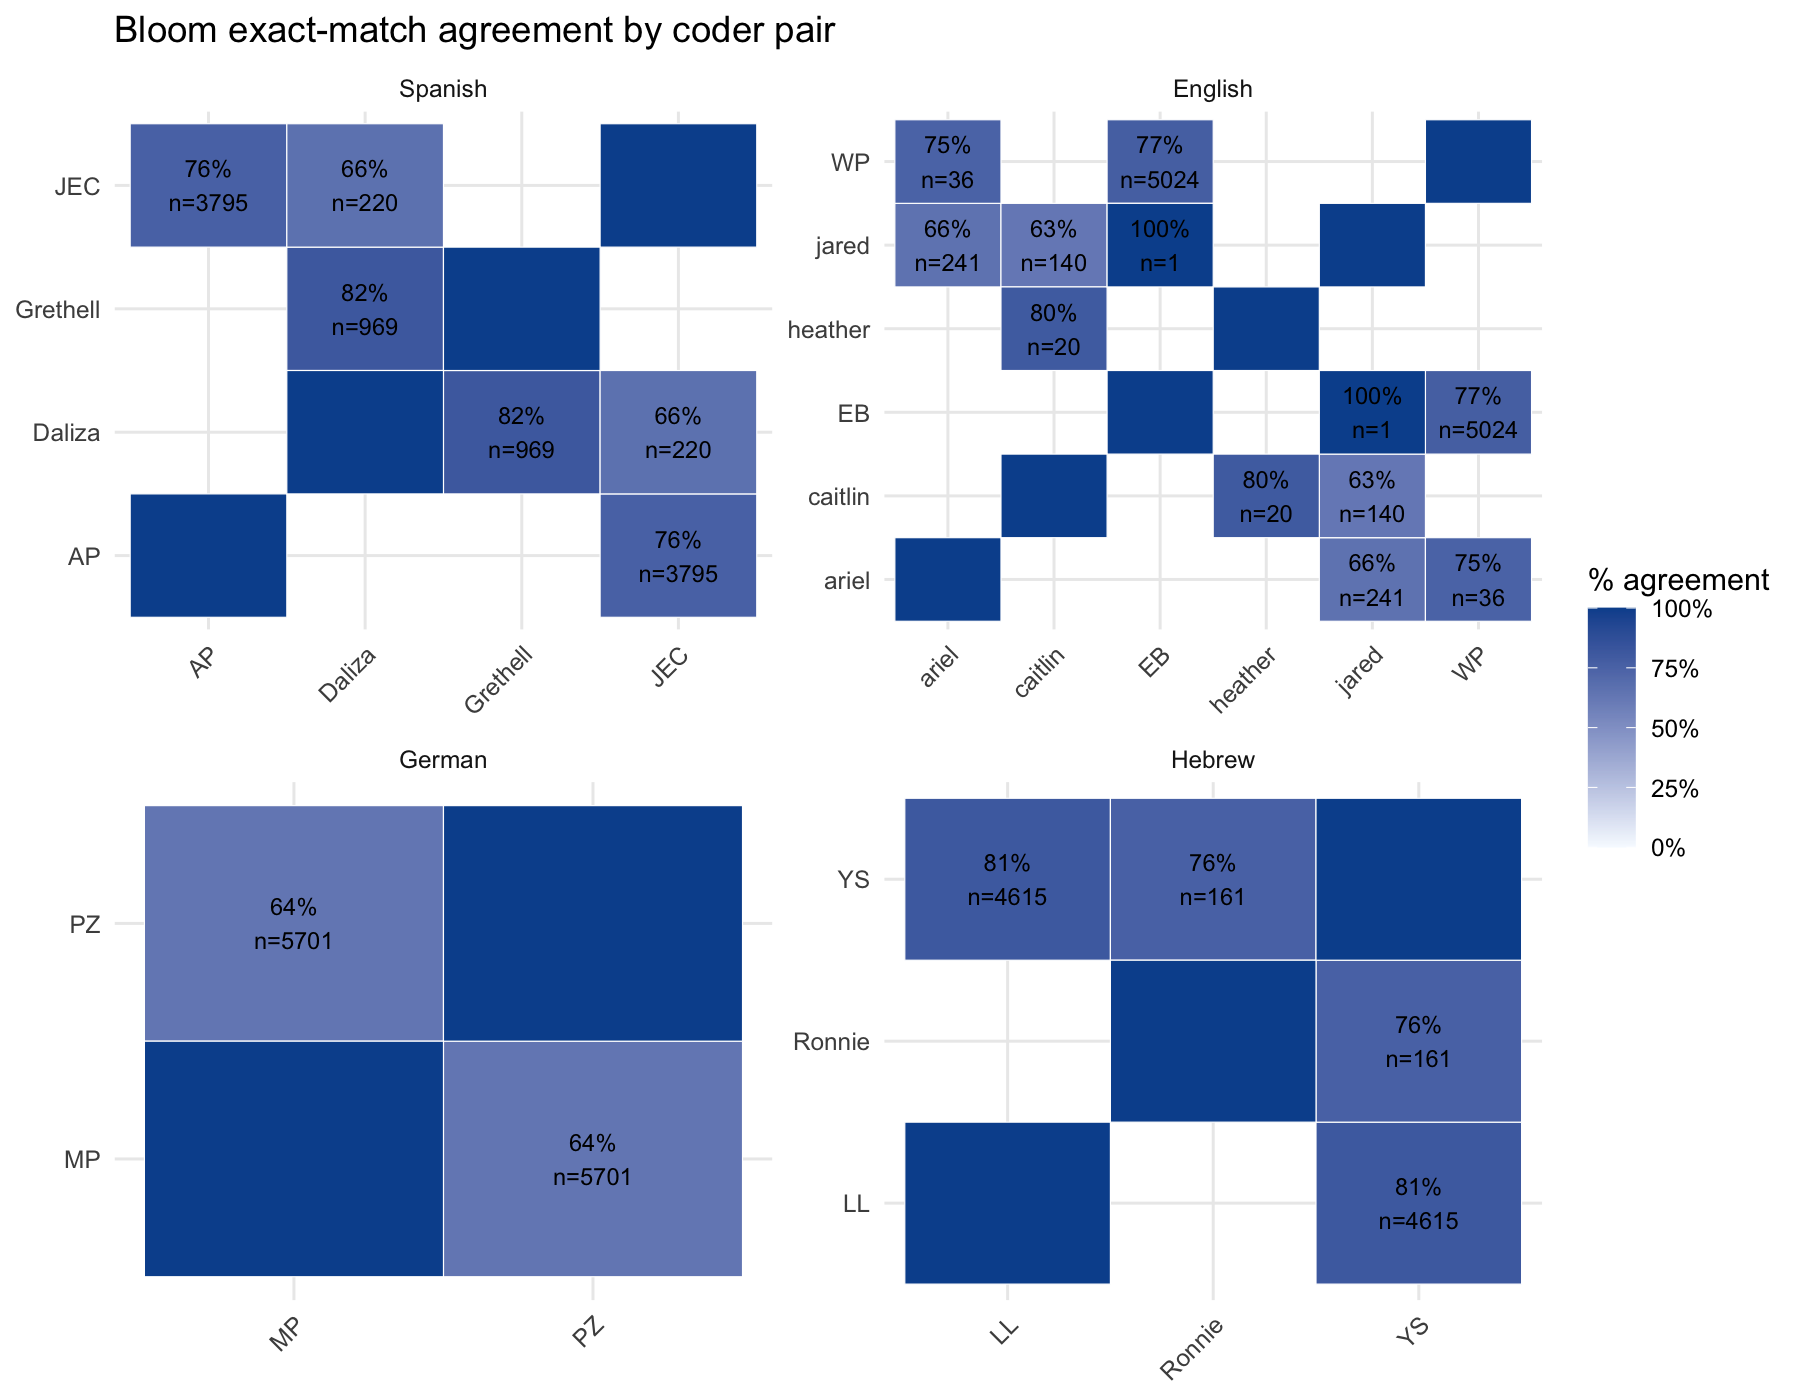 Bloom exact-match agreement by coder pair
Spanish
JEC
76%
n=3795
66%
n=220
Grethell
82%
n=969
Daliza
82%
n=969
66%
n=220
AP
76%
n=3795
AP
Daliza
Grethell
JEC
English
WP
75%
n=36
77%
n=5024
jared
66%
n=241
63%
n=140
100%
n=1
heather
80%
n=20
EB
100%
n=1
77%
n=5024
caitlin
80%
n=20
63%
n=140
ariel
66%
n=241
75%
n=36
ariel
caitlin
EB
heather
jared
WP
German
PZ
64%
n=5701
MP
64%
n=5701
MP
PZ
Hebrew
YS
81%
n=4615
76%
n=161
Ronnie
76%
n=161
LL
81%
n=4615
LL
Ronnie
YS
% agreement
100%
75%
50%
25%
0%